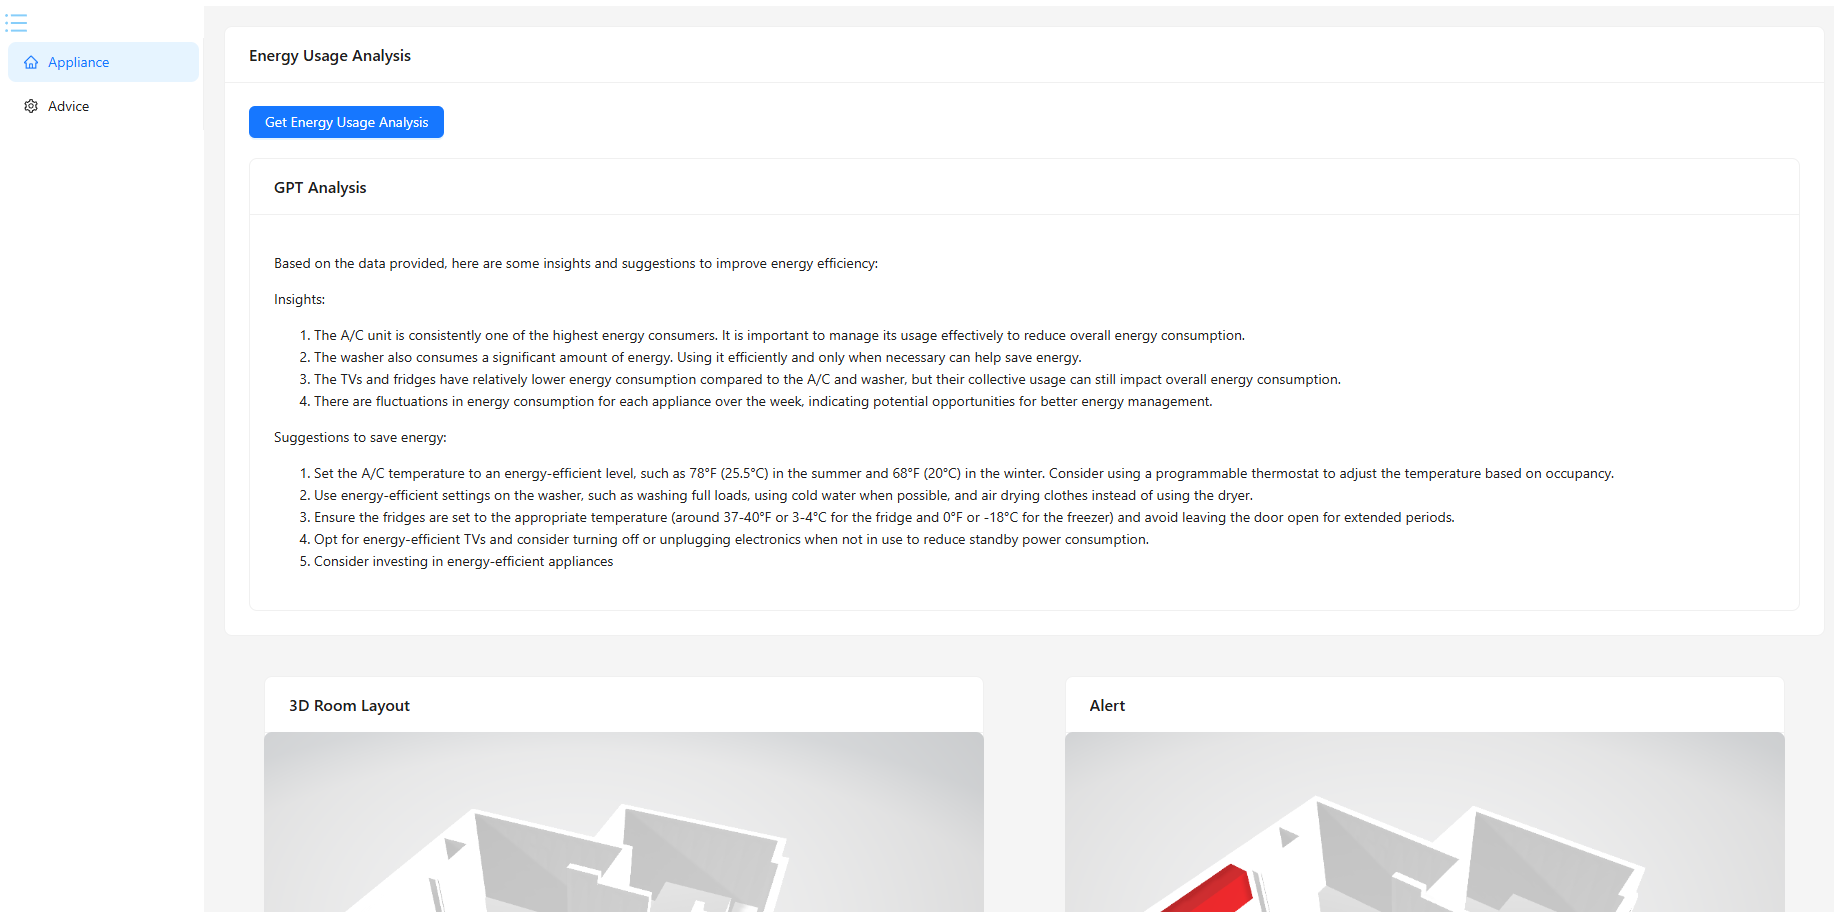 Appliance
Advice
Energy Usage Analysis
Get Energy Usage Analysis
GPT Analysis
Based on the data provided, here are some insights and suggestions to improve energy efficiency:
Insights:
1. The A/C unit is consistently one of the highest energy consumers. It is important to manage its usage effectively to reduce overall energy consumption.
2. The washer also consumes a significant amount of energy. Using it efficiently and only when necessary can help save energy.
3. The TVs and fridges have relatively lower energy consumption compared to the A/C and washer, but their collective usage can still impact overall energy consumption.
4. There are fluctuations in energy consumption for each appliance over the week, indicating potential opportunities for better energy management.
Suggestions to save energy:
1. Set the A/C temperature to an energy-efficient level, such as 78°F (25.5°C) in the summer and 68°F (20°C) in the winter. Consider using a programmable thermostat to adjust the temperature based on occupancy.
2. Use energy-efficient settings on the washer, such as washing full loads, using cold water when possible, and air drying clothes instead of using the dryer.
3. Ensure the fridges are set to the appropriate temperature (around 37-40°F or 3-4°C for the fridge and 0°F or -18°C for the freezer) and avoid leaving the door open for extended periods.
4. Opt for energy-efficient TVs and consider turning off or unplugging electronics when not in use to reduce standby power consumption.
5. Consider investing in energy-efficient appliances
3D Room Layout
Alert